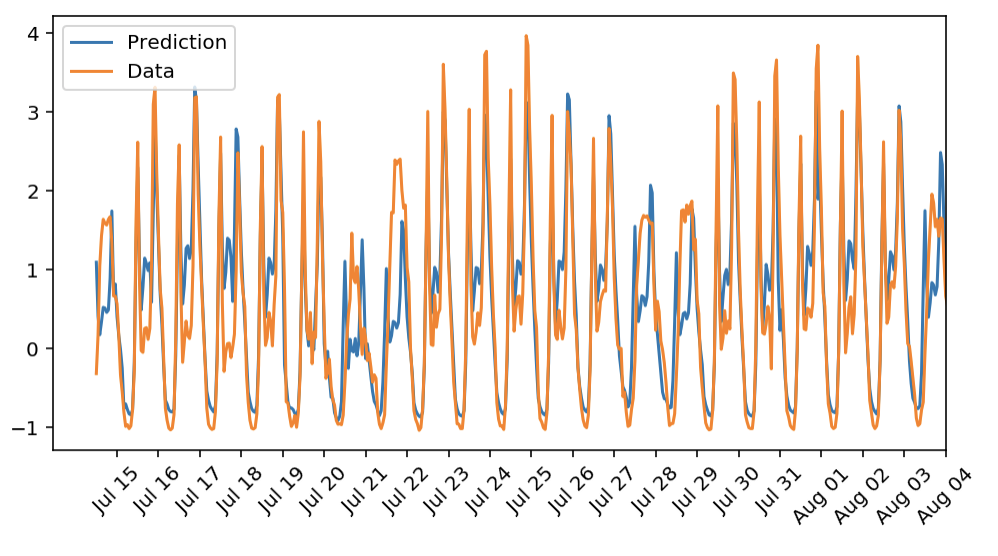 4
3
2
1
0
−1
Prediction
Data
Jul 15
Jul 16
Jul 17
Jul 18
Jul 19
Jul 20
Jul 21
Jul 22
Jul 23
Jul 24
Jul 25
Jul 26
Jul 27
Jul 28
Jul 29
Jul 30
Jul 31
Aug 01
Aug 02
Aug 03
Aug 04